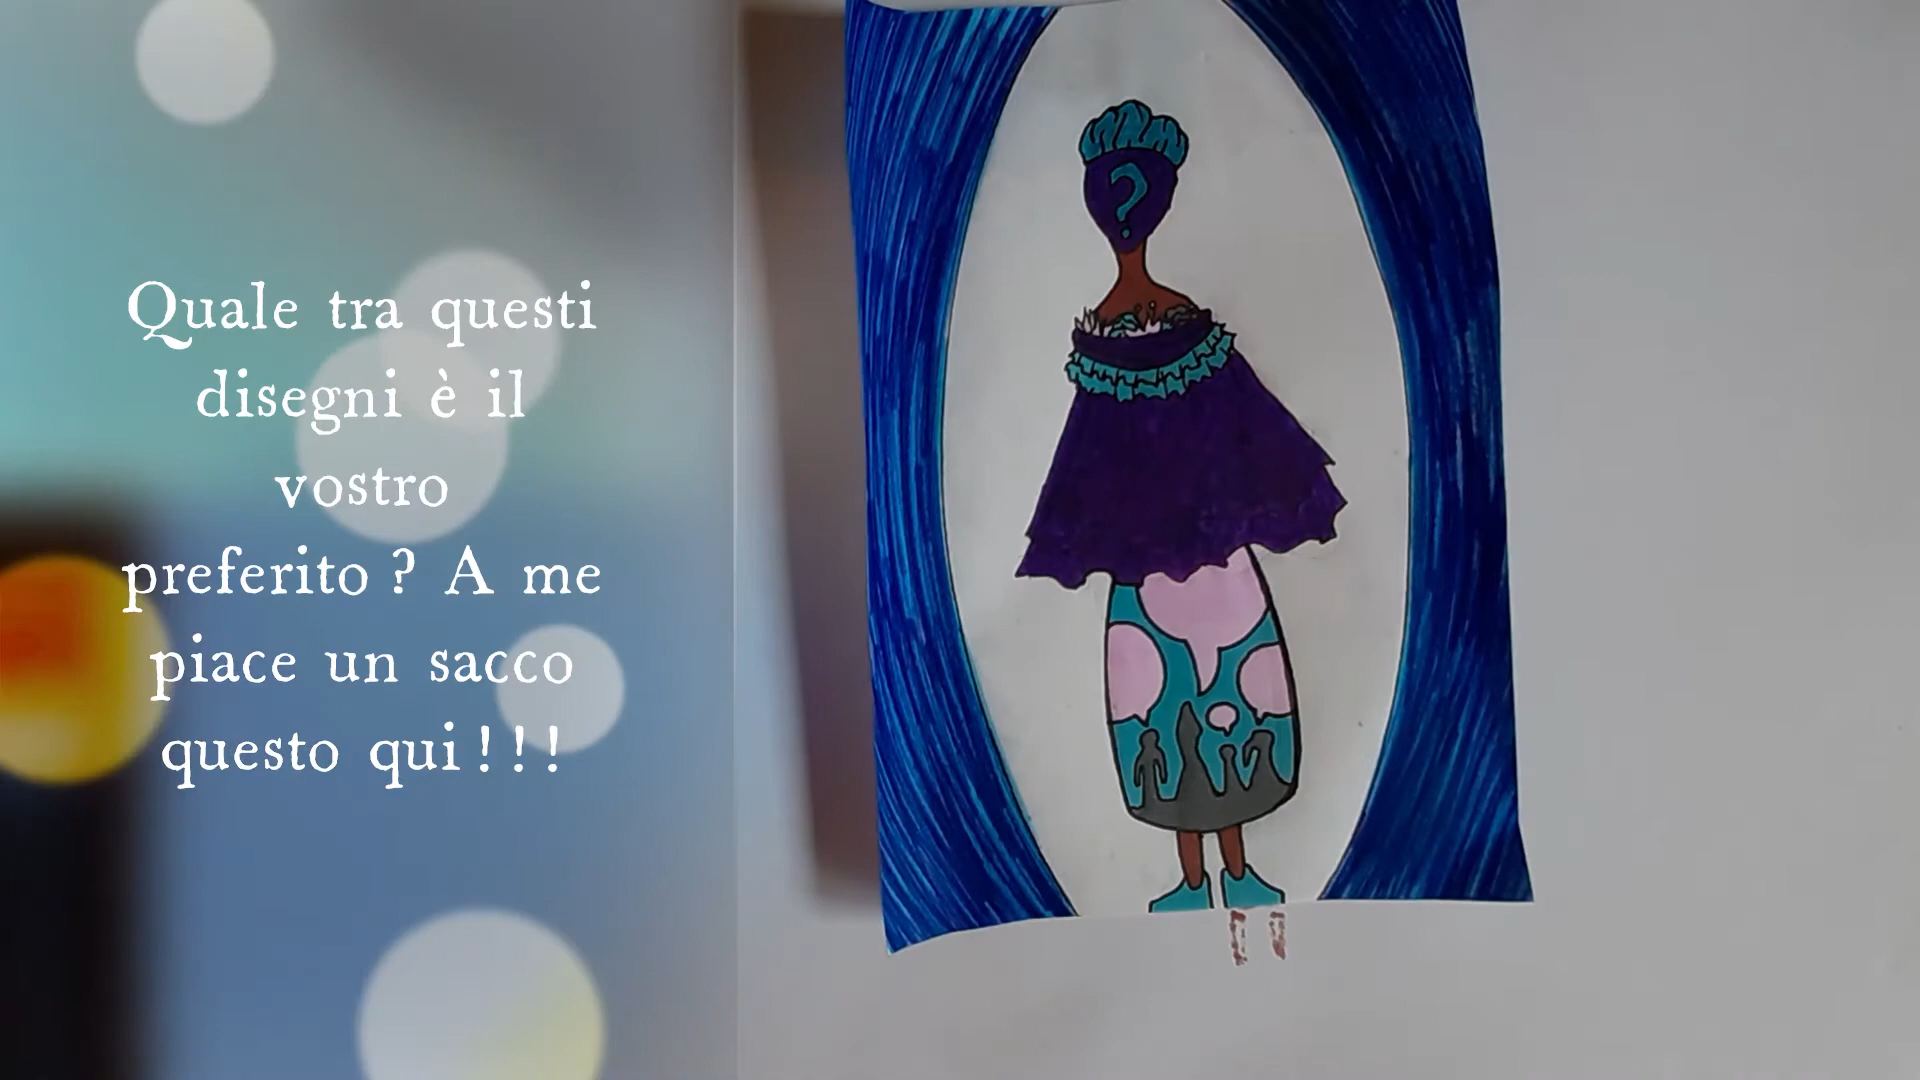 Quale tra questi
disegni è il
vostro
preferito ? A me
piace un sacco
questo qui ! ! !
?